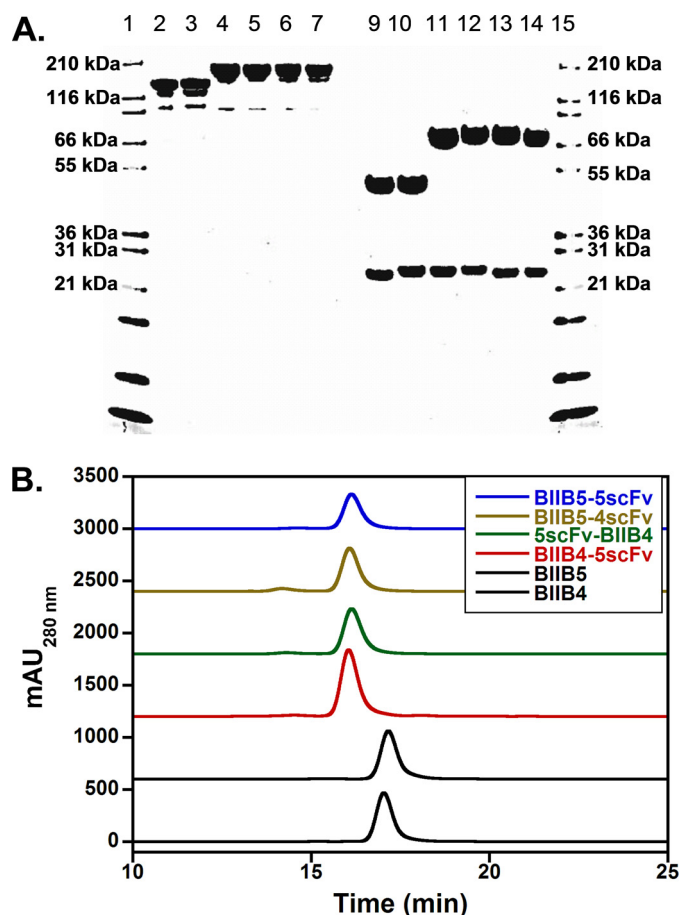 A.
1 2 3 4 5 6 7 9 10 11 12 13 14 15
210 kDa 210 kDa
116 kDa 116 kDa
66 kDa 66 kDa
55 kDa 55 kDa
36 kDa 36 kDa
31 kDa 31 kDa
21 kDa 21 kDa
B.
3500
3000
2500
2000
1500
1000
500
0
mAU280 nm
BIIB5-5scFv
BIIB5-4scFv
5scFv-BIIB4
BIIB4-5scFv
BIIB5
BIIB4
10 15 20 25
Time (min)